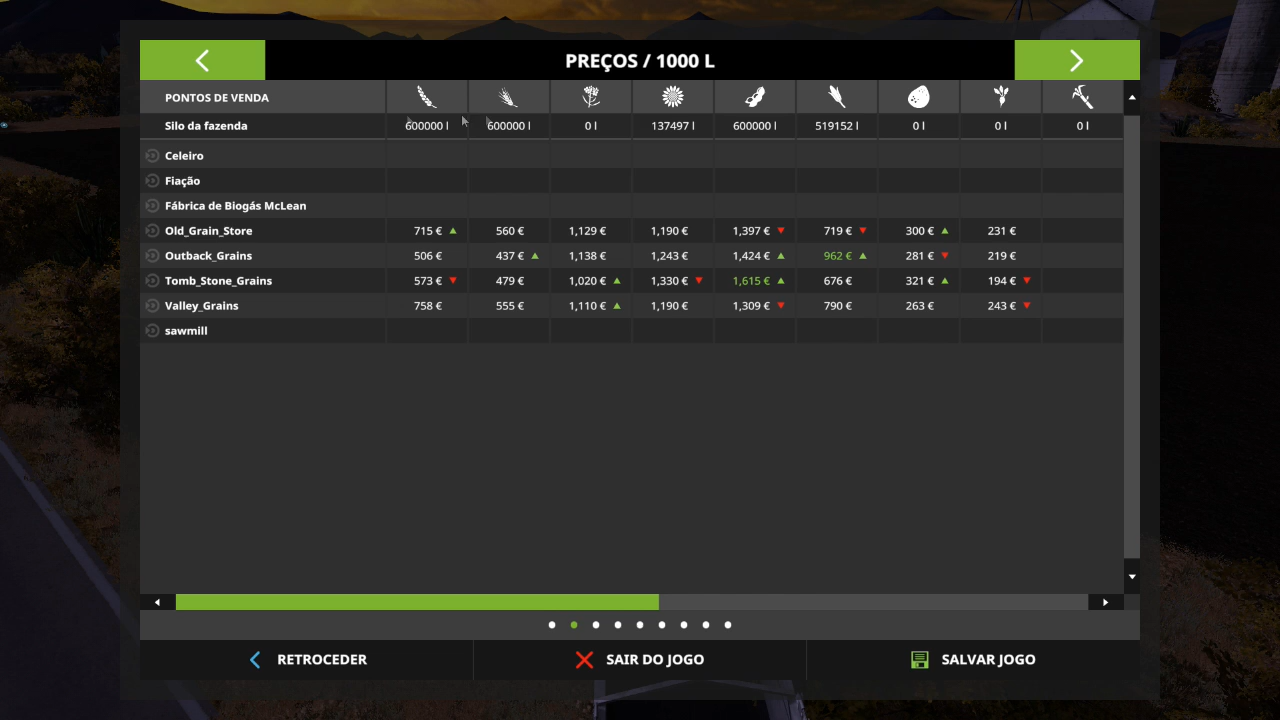 PREÇOS / 1000 L
PONTOS DE VENDA
Silo da fazenda 600000 l 600000 l 0 l 137497 l 600000 l 519152 l 0 l 0 l 0 l
Celeiro
Fiação
Fábrica de Biogás McLean
Old_Grain_Store 715 € 560 € 1,129 € 1,190 € 1,397 € 719 € 300 € 231 €
Outback_Grains 506 € 437 € 1,138 € 1,243 € 1,424 € 962 € 281 € 219 €
Tomb_Stone_Grains 573 € 479 € 1,020 € 1,330 € 1,615 € 676 € 321 € 194 €
Valley_Grains 758 € 555 € 1,110 € 1,190 € 1,309 € 790 € 263 € 243 €
sawmill
RETROCEDER SAIR DO JOGO SALVAR JOGO